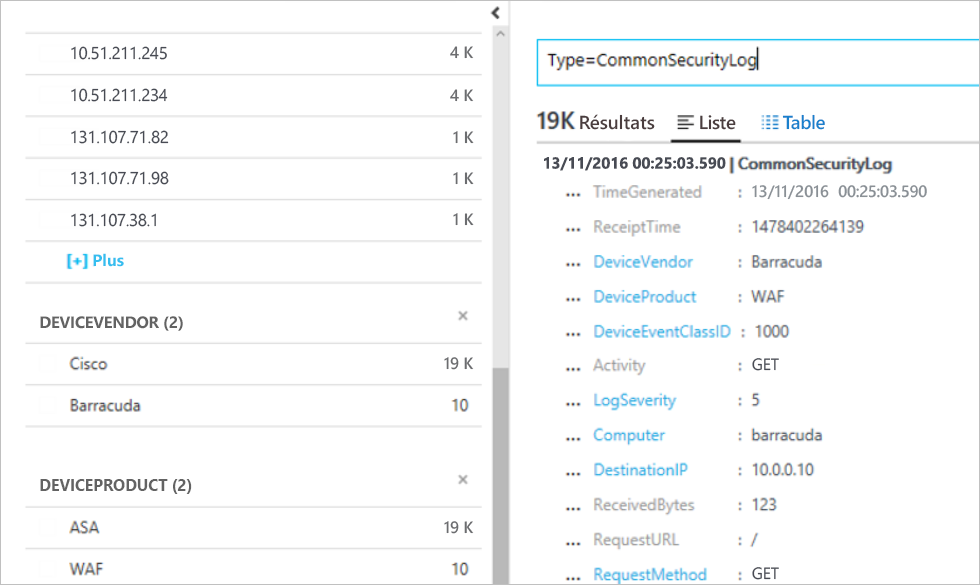 10.51.211.245 4 K
10.51.211.234 4 K
131.107.71.82 1 K
131.107.71.98 1 K
131.107.38.1 1 K
[+] Plus
DEVICEVENDOR (2) ×
Cisco 19 K
Barracuda 10
DEVICEPRODUCT (2) ×
ASA 19 K
WAF 10
Type=CommonSecurityLog
19K Résultats Liste Table
13/11/2016 00:25:03.590 | CommonSecurityLog
... TimeGenerated : 13/11/2016 00:25:03.590
... ReceiptTime : 1478402264139
... DeviceVendor : Barracuda
... DeviceProduct : WAF
... DeviceEventClassID : 1000
... Activity : GET
... LogSeverity : 5
... Computer : barracuda
... DestinationIP : 10.0.0.10
... ReceivedBytes : 123
... RequestURL : /
... RequestMethod : GET